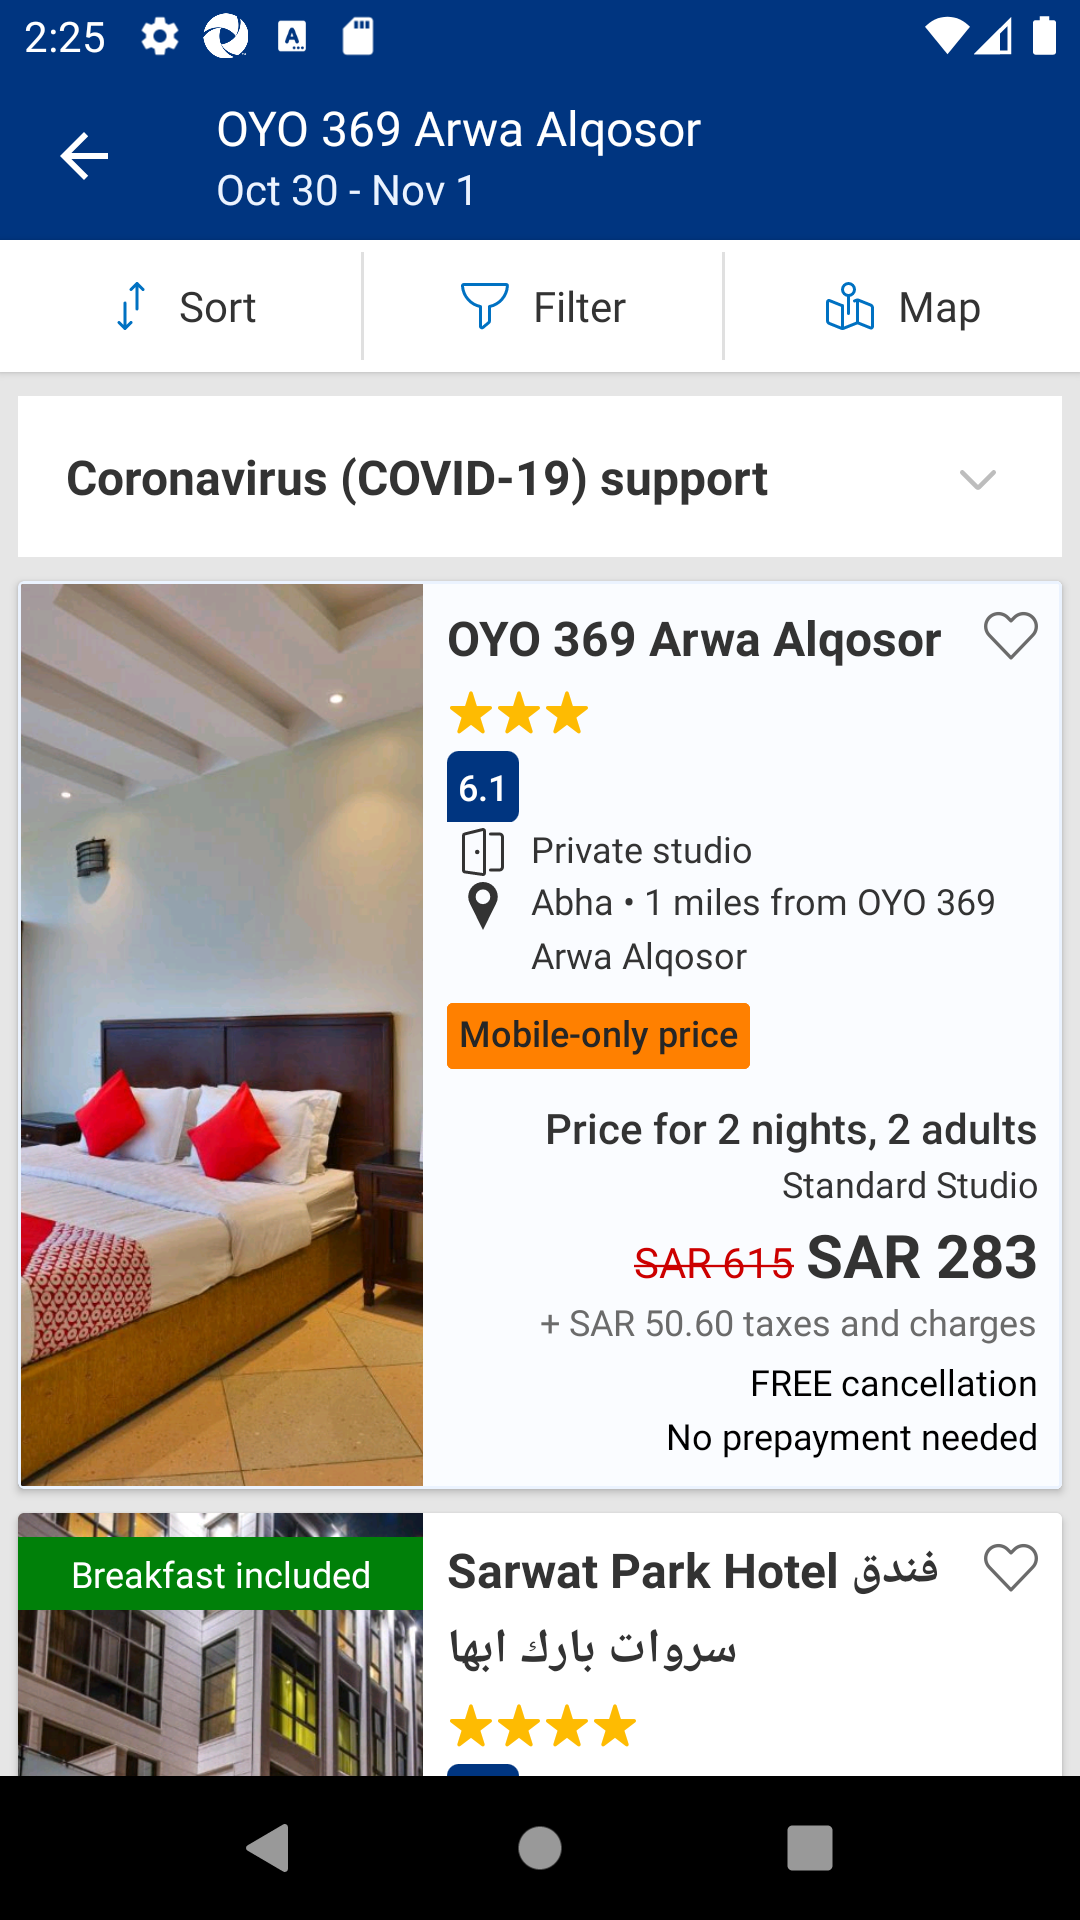 2:25
OYO 369 Arwa Alqosor
Oct 30 - Nov 1
Sort
Filter
Map
Coronavirus (COVID-19) support
OYO 369 Arwa Alqosor
6.1
Private studio
Abha • 1 miles from OYO 369
Arwa Alqosor
Mobile-only price
Price for 2 nights, 2 adults
Standard Studio
SAR 615 SAR 283
+ SAR 50.60 taxes and charges
FREE cancellation
No prepayment needed
Breakfast included
Sarwat Park Hotel فندق
سروات بارك ابها